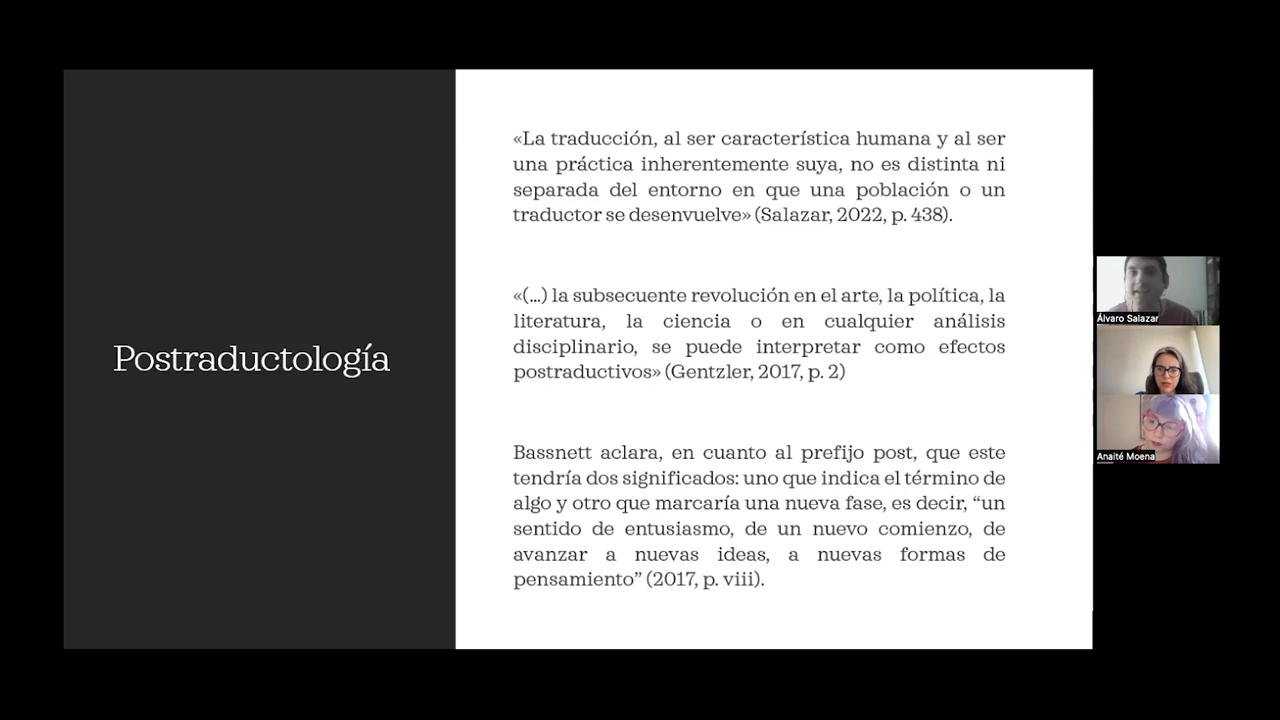 Postraductología
«La traducción, al ser característica humana y al ser
una práctica inherentemente suya, no es distinta ni
separada del entorno en que una población o un
traductor se desenvuelve» (Salazar, 2022, p. 438).
«(...) la subsecuente revolución en el arte, la política, la
literatura, la ciencia o en cualquier análisis
disciplinario, se puede interpretar como efectos
postraductivos» (Gentzler, 2017, p. 2)
Bassnett aclara, en cuanto al prefijo post, que este
tendría dos significados: uno que indica el término de
algo y otro que marcaría una nueva fase, es decir, “un
sentido de entusiasmo, de un nuevo comienzo, de
avanzar a nuevas ideas, a nuevas formas de
pensamiento” (2017, p. viii).
Álvaro Salazar
Anaité Moena